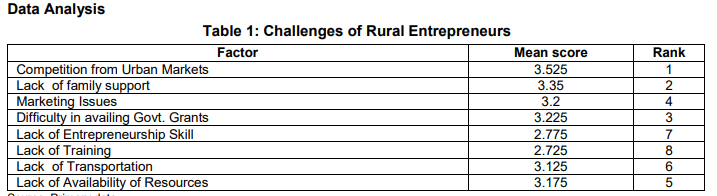 Data Analysis
Table 1: Challenges of Rural Entrepreneurs
Factor Mean score Rank
Competition from Urban Markets 3.525 1
Lack of family support 3.35 2
Marketing Issues 3.2 4
Difficulty in availing Govt. Grants 3.225 3
Lack of Entrepreneurship Skill 2.775 7
Lack of Training 2.725 8
Lack of Transportation 3.125 6
Lack of Availability of Resources 3.175 5